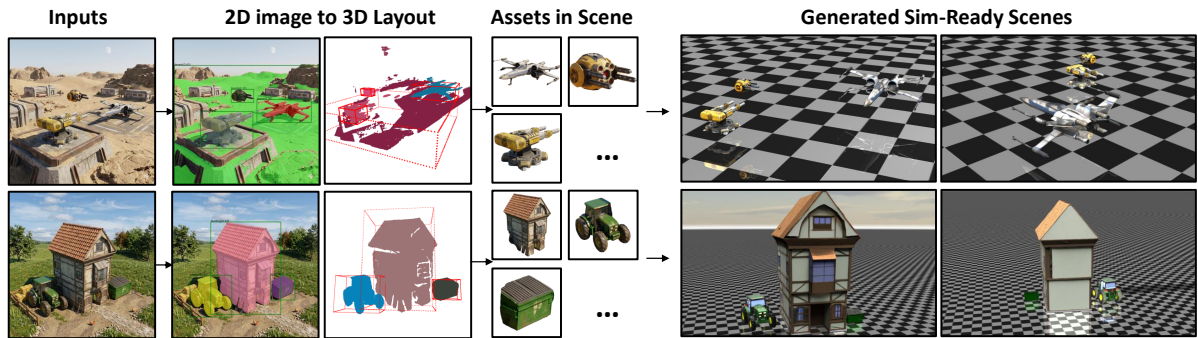 Inputs
2D image to 3D Layout
Assets in Scene
Generated Sim-Ready Scenes
...
...